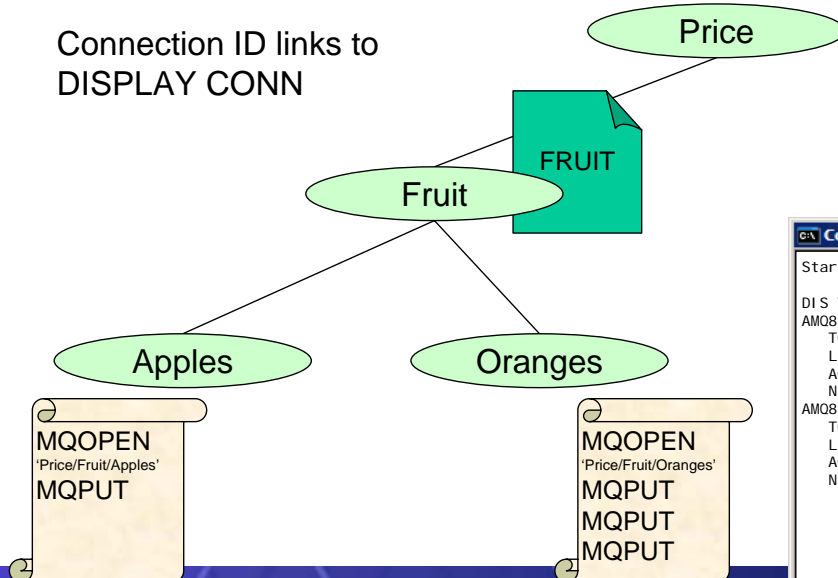 Connection ID links to
DISPLAY CONN
Price
FRUIT
Fruit
Apples
Oranges
MQOPEN
'Price/Fruit/Apples'
MQPUT
MQOPEN
'Price/Fruit/Oranges'
MQPUT
MQPUT
MQPUT
C:\
Star
DIS
AMQ8
T
L
A
N
AMQ8
T
L
A
N